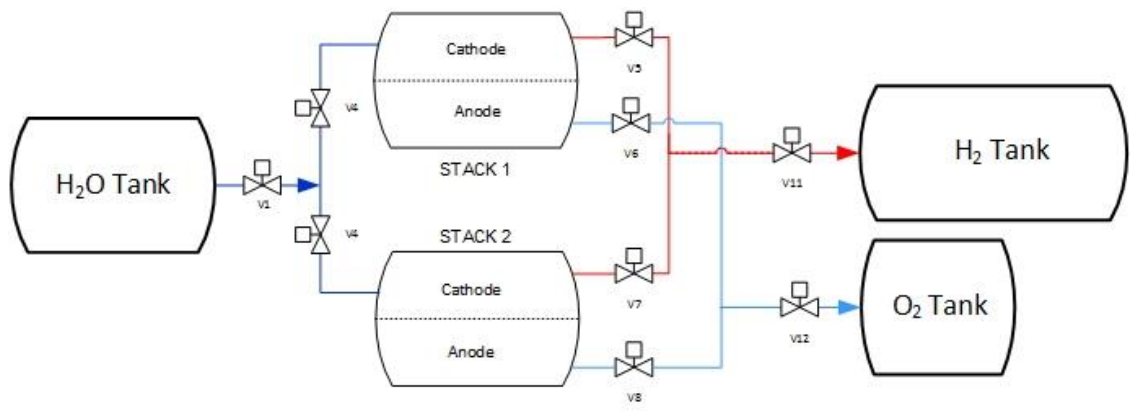 Cathode
Anode
STACK 1
V4
V5
V6
H₂O Tank
V1
H₂ Tank
V11
V4
STACK 2
Cathode
Anode
V7
V8
O₂ Tank
V12